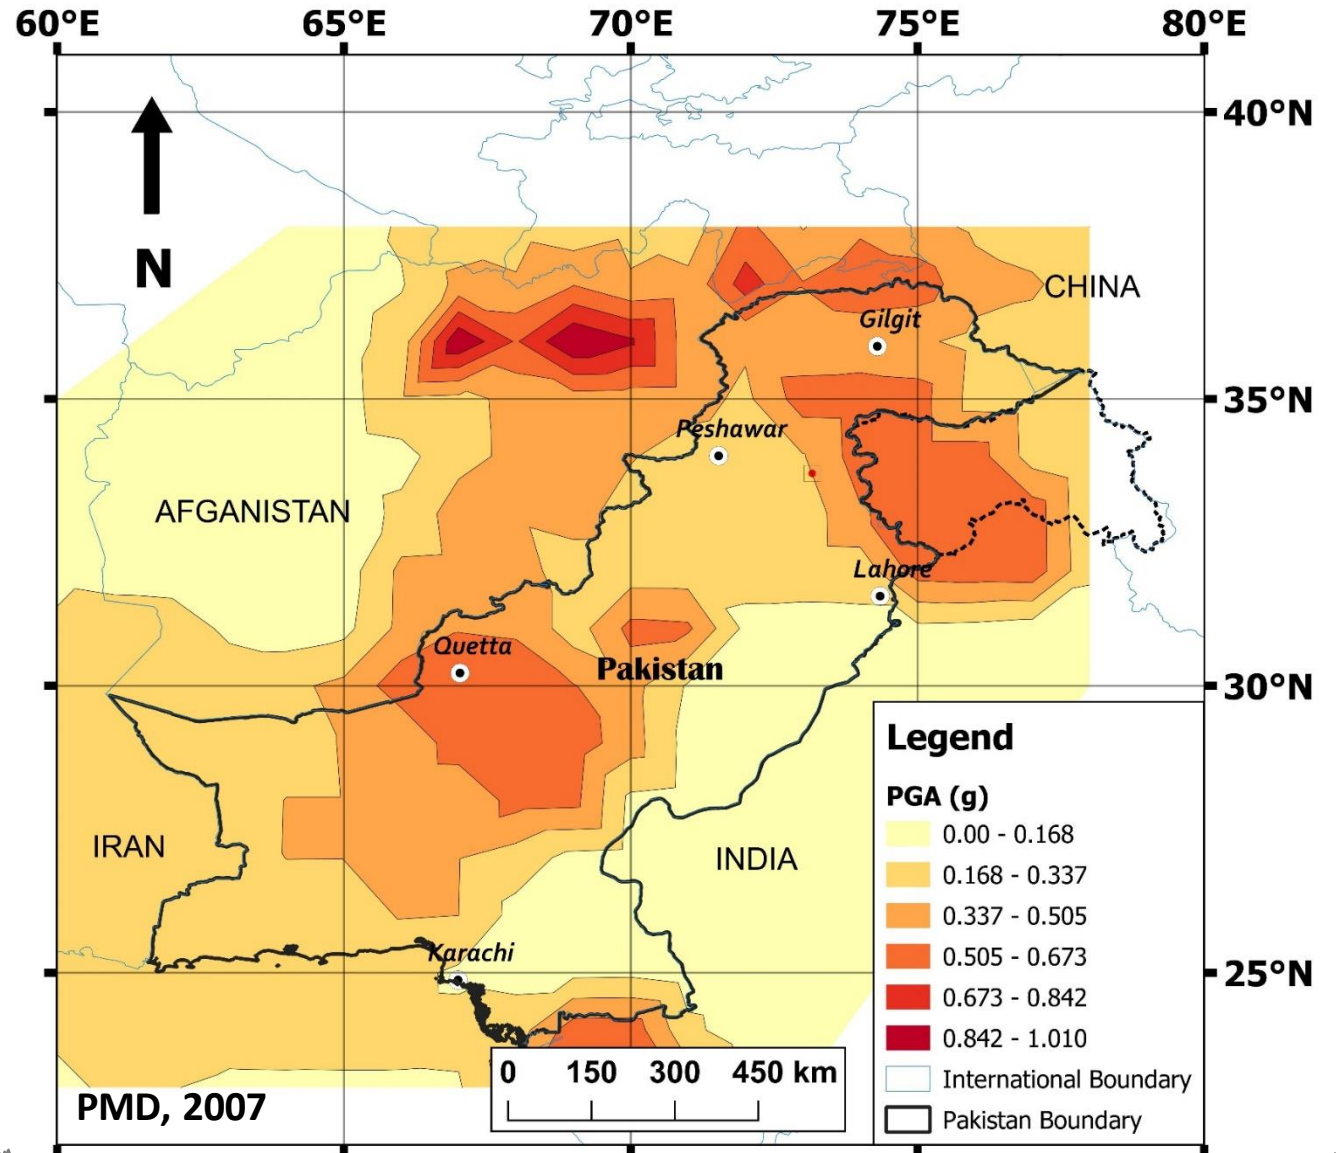 60°E 65°E 70°E 75°E 80°E
40°N
N
CHINA
Gilgit
35°N
Peshawar
AFGANISTAN
Lahore
Quetta
Pakistan
30°N
Legend
PGA (g)
0.00 - 0.168
0.168 - 0.337
0.337 - 0.505
0.505 - 0.673
0.673 - 0.842
0.842 - 1.010
International Boundary
Pakistan Boundary
IRAN
INDIA
Karachi
25°N
0 150 300 450 km
PMD, 2007